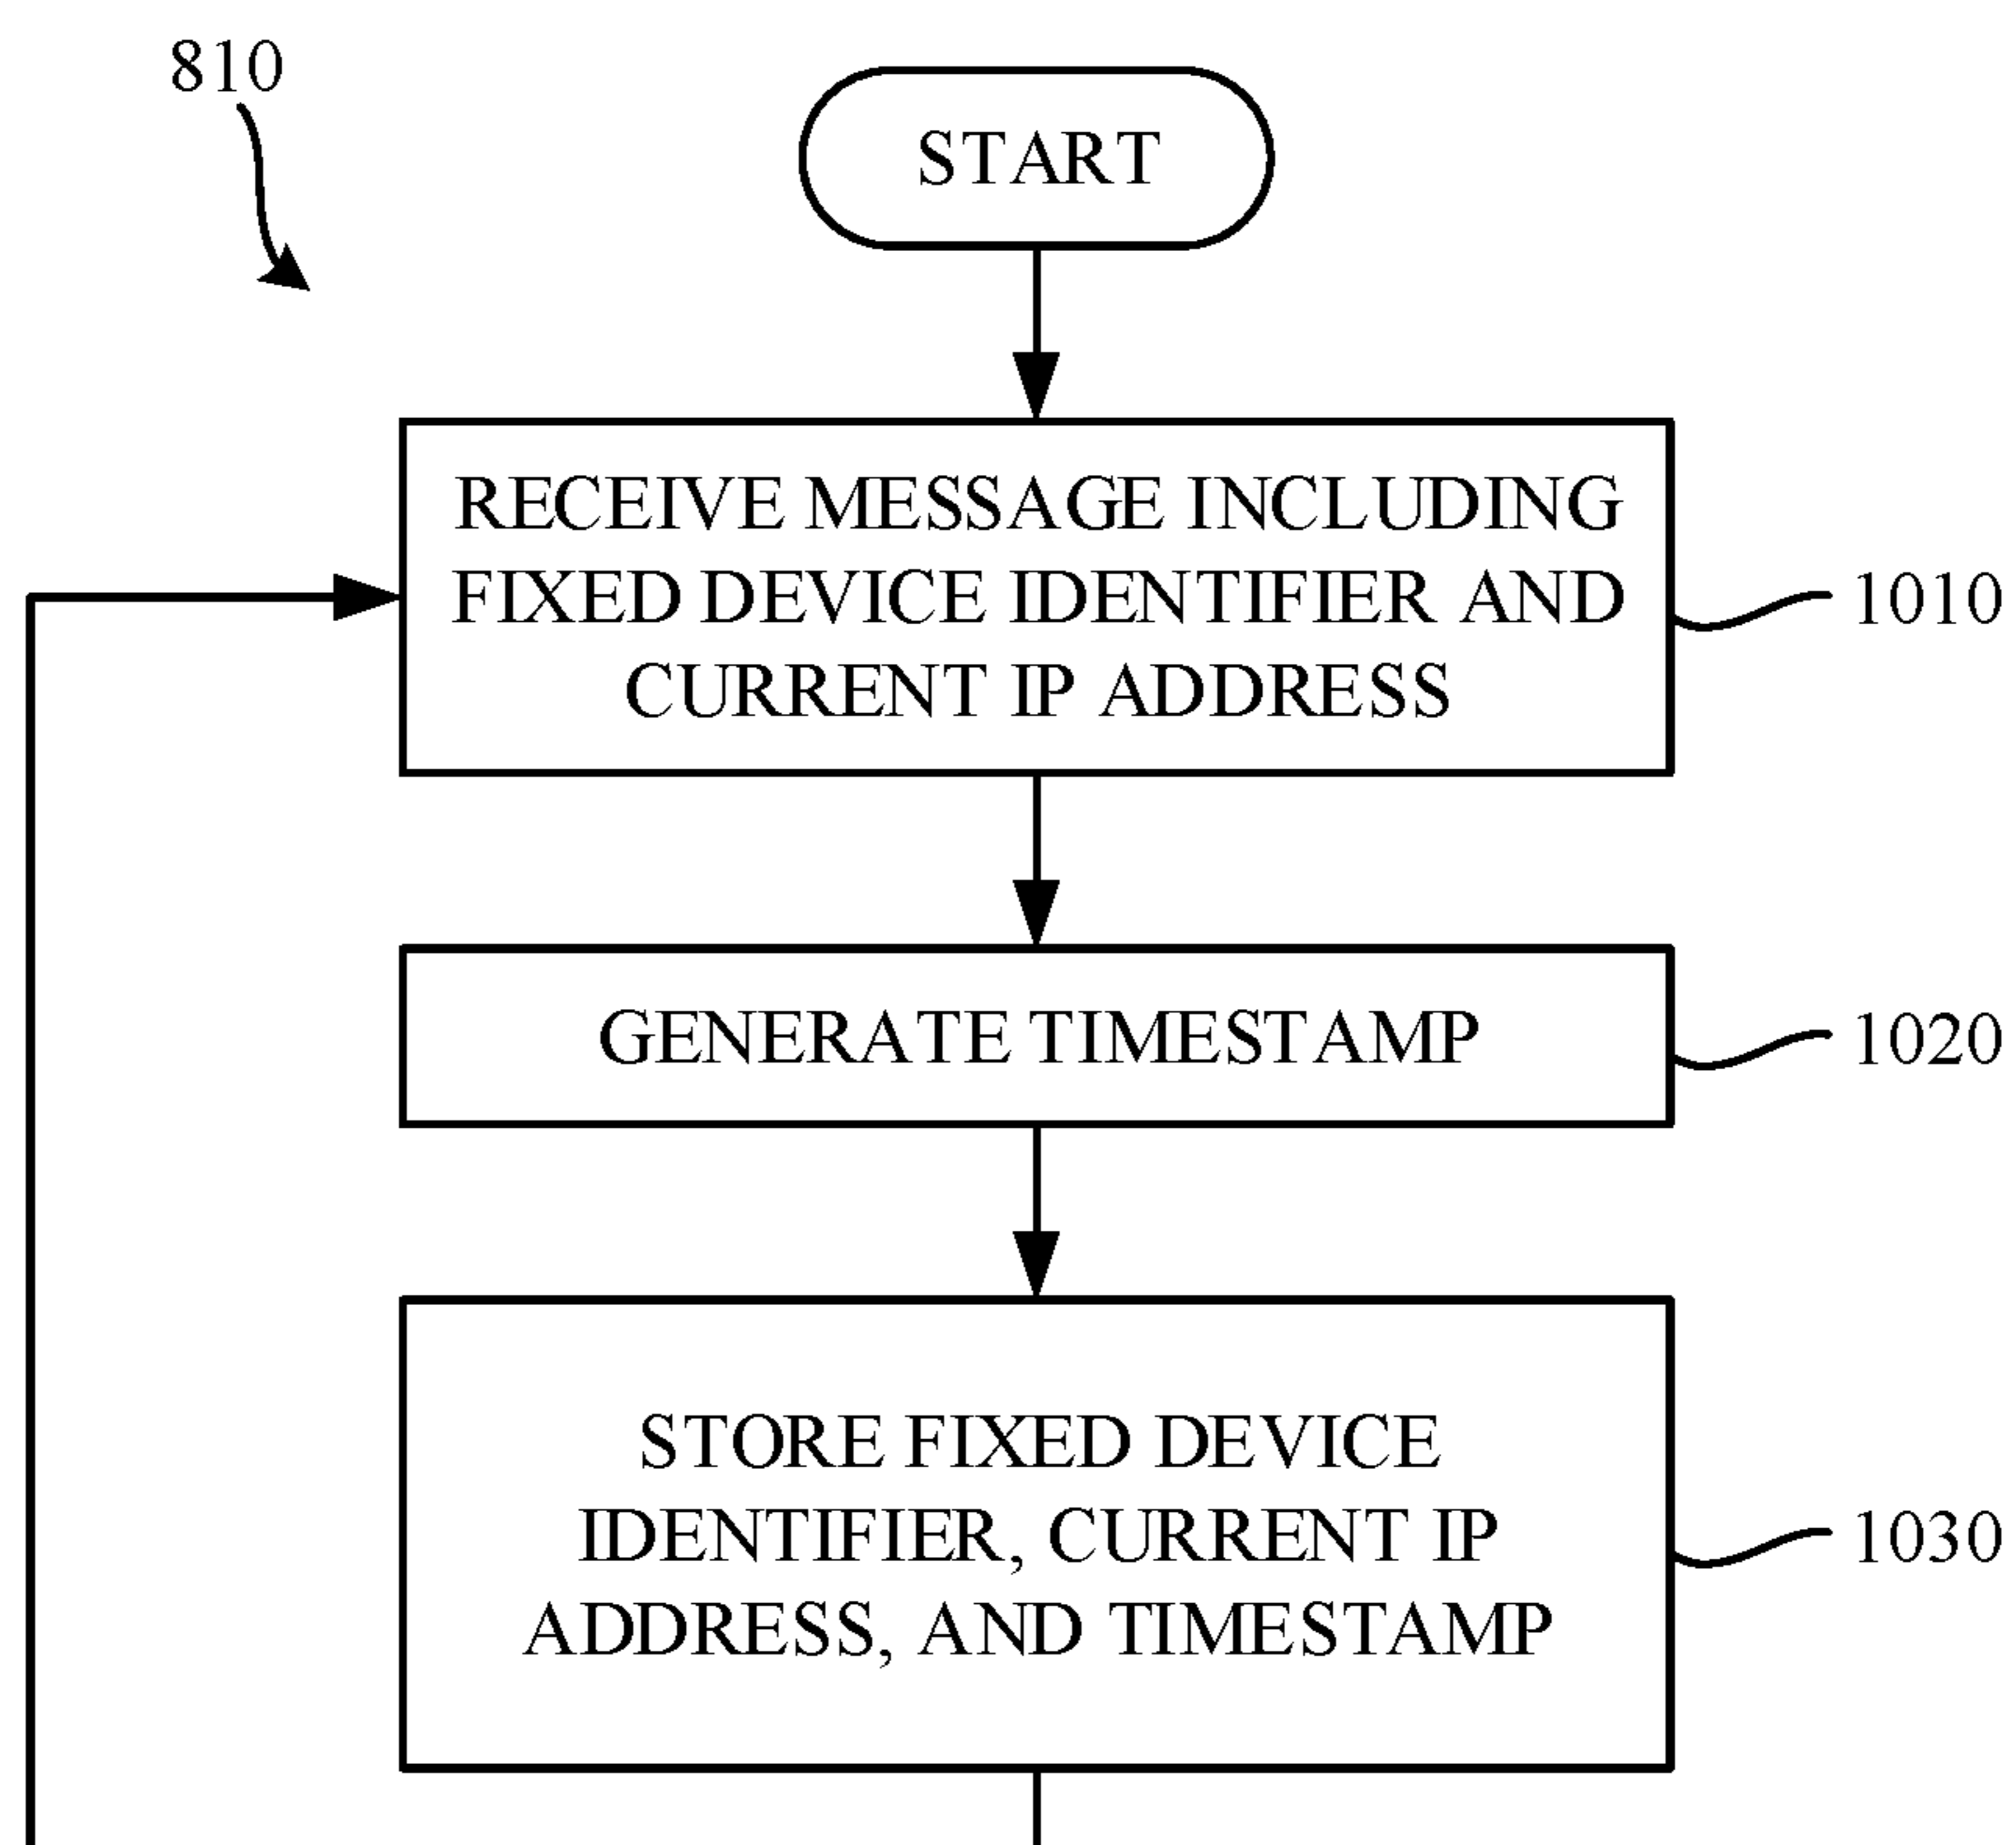 810
START
RECEIVE MESSAGE INCLUDING
FIXED DEVICE IDENTIFIER AND
CURRENT IP ADDRESS
1010
GENERATE TIMESTAMP
1020
STORE FIXED DEVICE
IDENTIFIER, CURRENT IP
ADDRESS, AND TIMESTAMP
1030